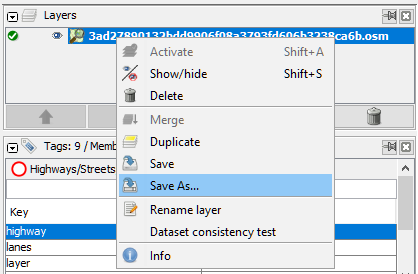 Layers
3ad27890132bdd9906f08a3793fd606b3238ca6b.osm
Activate Shift+A
Show/hide Shift+S
Delete
Merge
Duplicate
Save
Save As...
Rename layer
Dataset consistency test
Info
Tags: 9 / Memb
Highways/Streets
Key
highway
lanes
layer